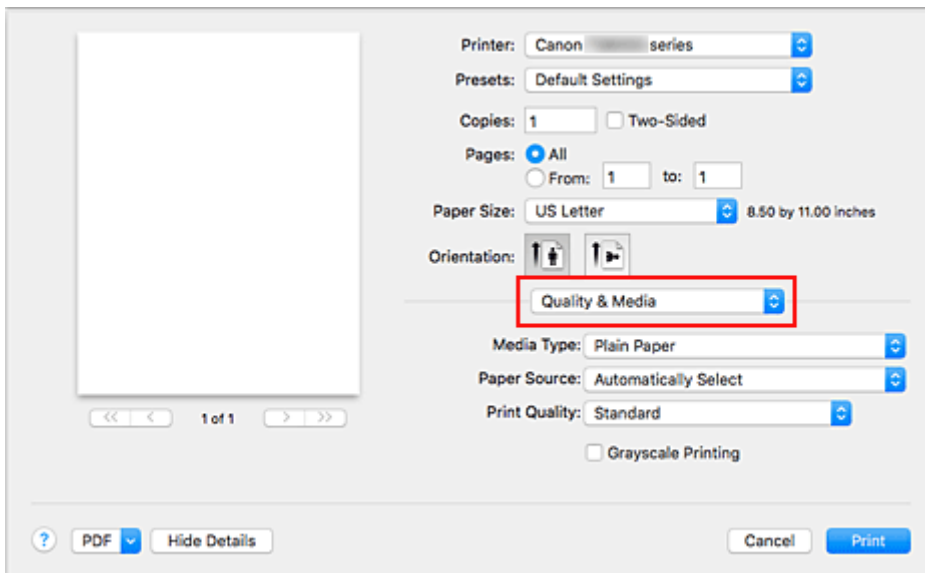 Printer: Canon series
Presets: Default Settings
Copies: 1 Two-Sided
Pages: All
From: 1 to: 1
Paper Size: US Letter 8.50 by 11.00 inches
Orientation:
Quality & Media
Media Type: Plain Paper
Paper Source: Automatically Select
Print Quality: Standard
Grayscale Printing
<< < 1 of 1 > >>
? PDF Hide Details Cancel Print